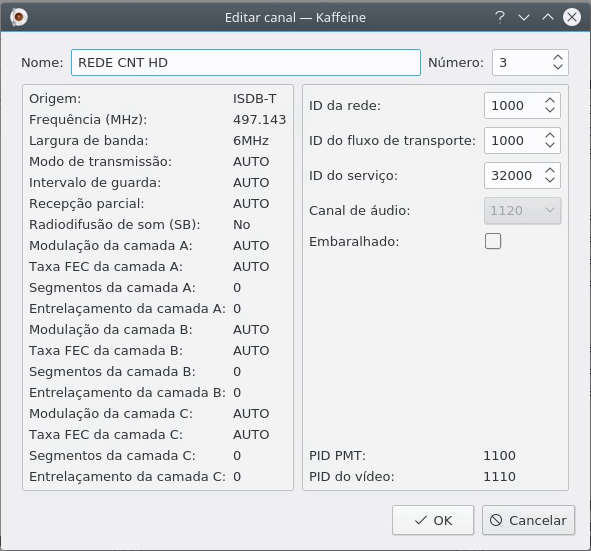 Editar canal — Kaffeine
Nome: REDE CNT HD Número: 3
Origem: ISDB-T
Frequência (MHz): 497.143
Largura de banda: 6MHz
Modo de transmissão: AUTO
Intervalo de guarda: AUTO
Recepção parcial: AUTO
Radiodifusão de som (SB): No
Modulação da camada A: AUTO
Taxa FEC da camada A: AUTO
Segmentos da camada A: 0
Entrelaçamento da camada A: 0
Modulação da camada B: AUTO
Taxa FEC da camada B: AUTO
Segmentos da camada B: 0
Entrelaçamento da camada B: 0
Modulação da camada C: AUTO
Taxa FEC da camada C: AUTO
Segmentos da camada C: 0
Entrelaçamento da camada C: 0
ID da rede: 1000
ID do fluxo de transporte: 1000
ID do serviço: 32000
Canal de áudio: 1120
Embaralhado:
PID PMT: 1100
PID do vídeo: 1110
OK Cancelar